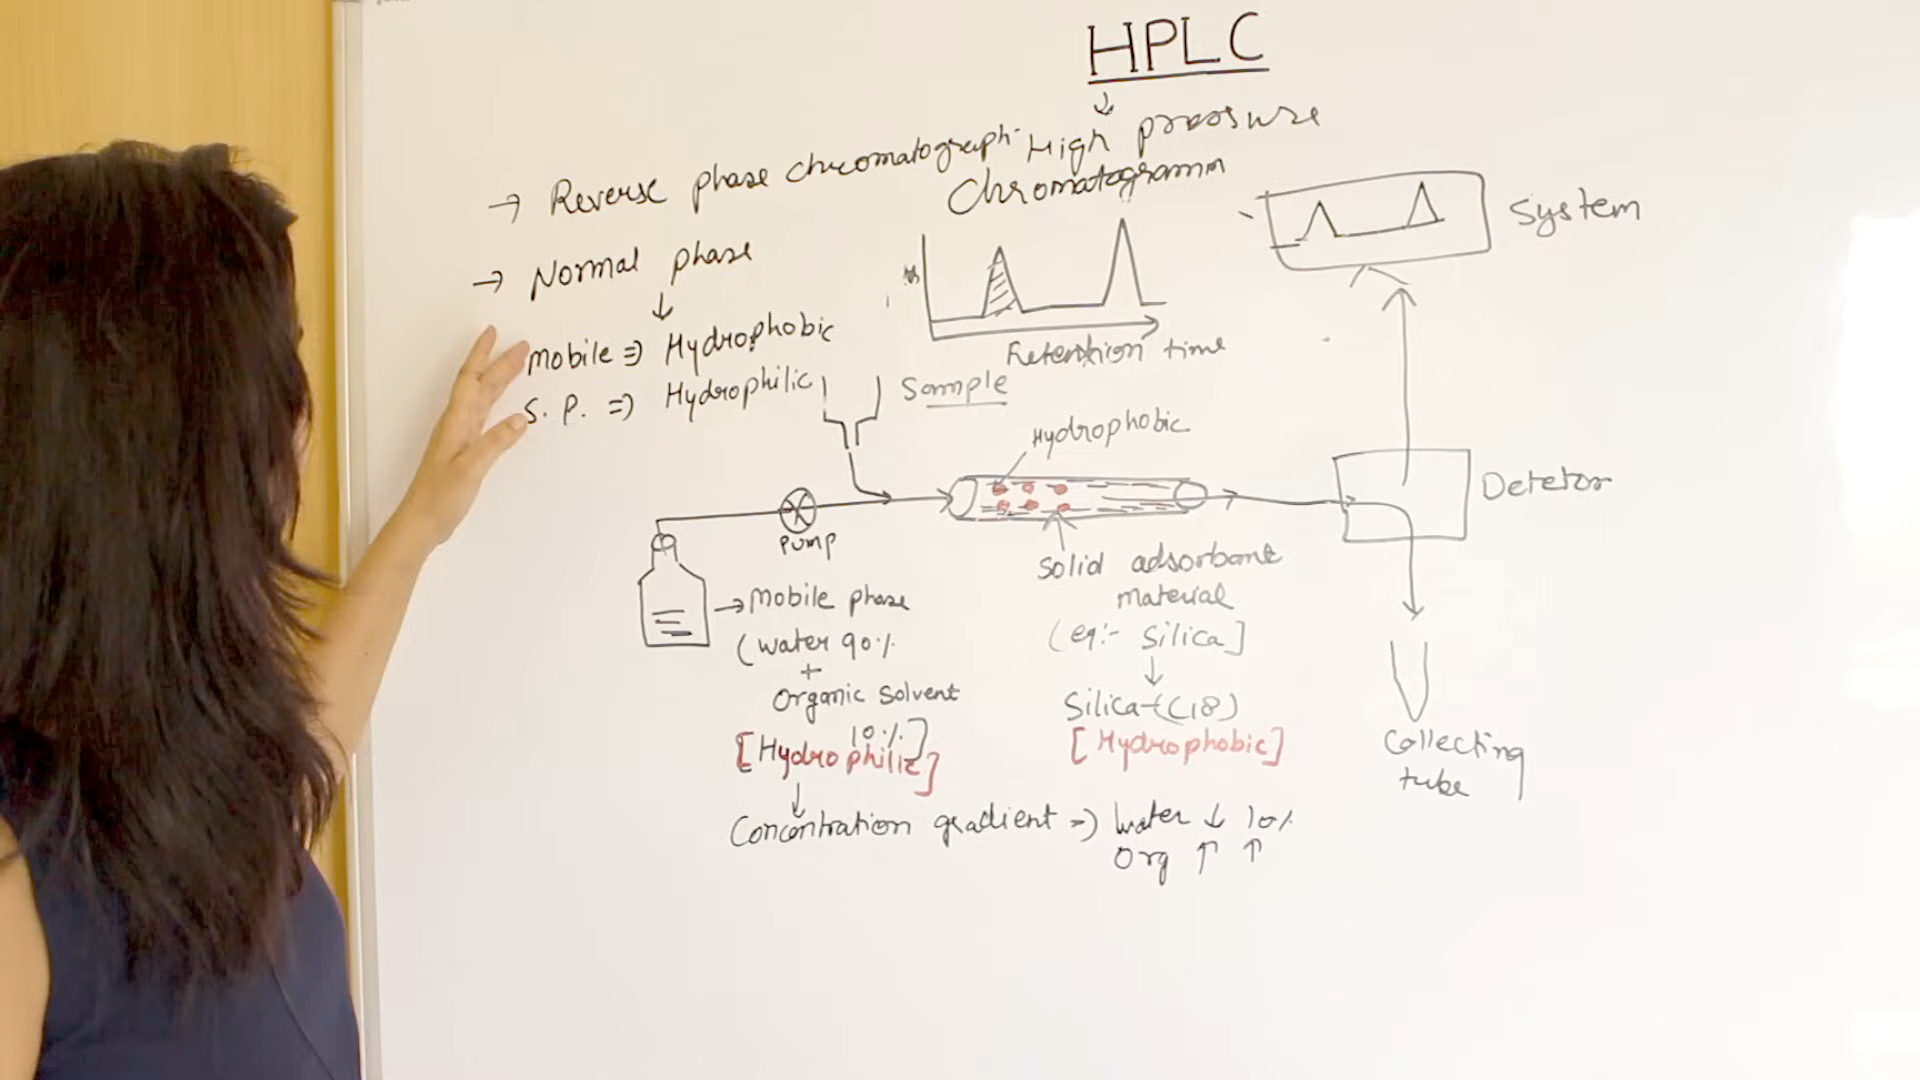 HPLC
High pressure
→ Reverse phase chromatograph
Chromatogramm
→ Normal phase
mobile => Hydrophobic
S. P. => Hydrophilic
Retention time
System
Sample
Hydrophobic
Pump
Detetor
→ Mobile phase
(water 90%
+
Organic solvent
10%]
[Hydrophilic]
Solid adsorbant
material
(eg:- Silica]
Silica-(C18)
[Hydrophobic]
Collecting
tube
Concentration gradient => Water ↓ 10%
Org ↑ ↑